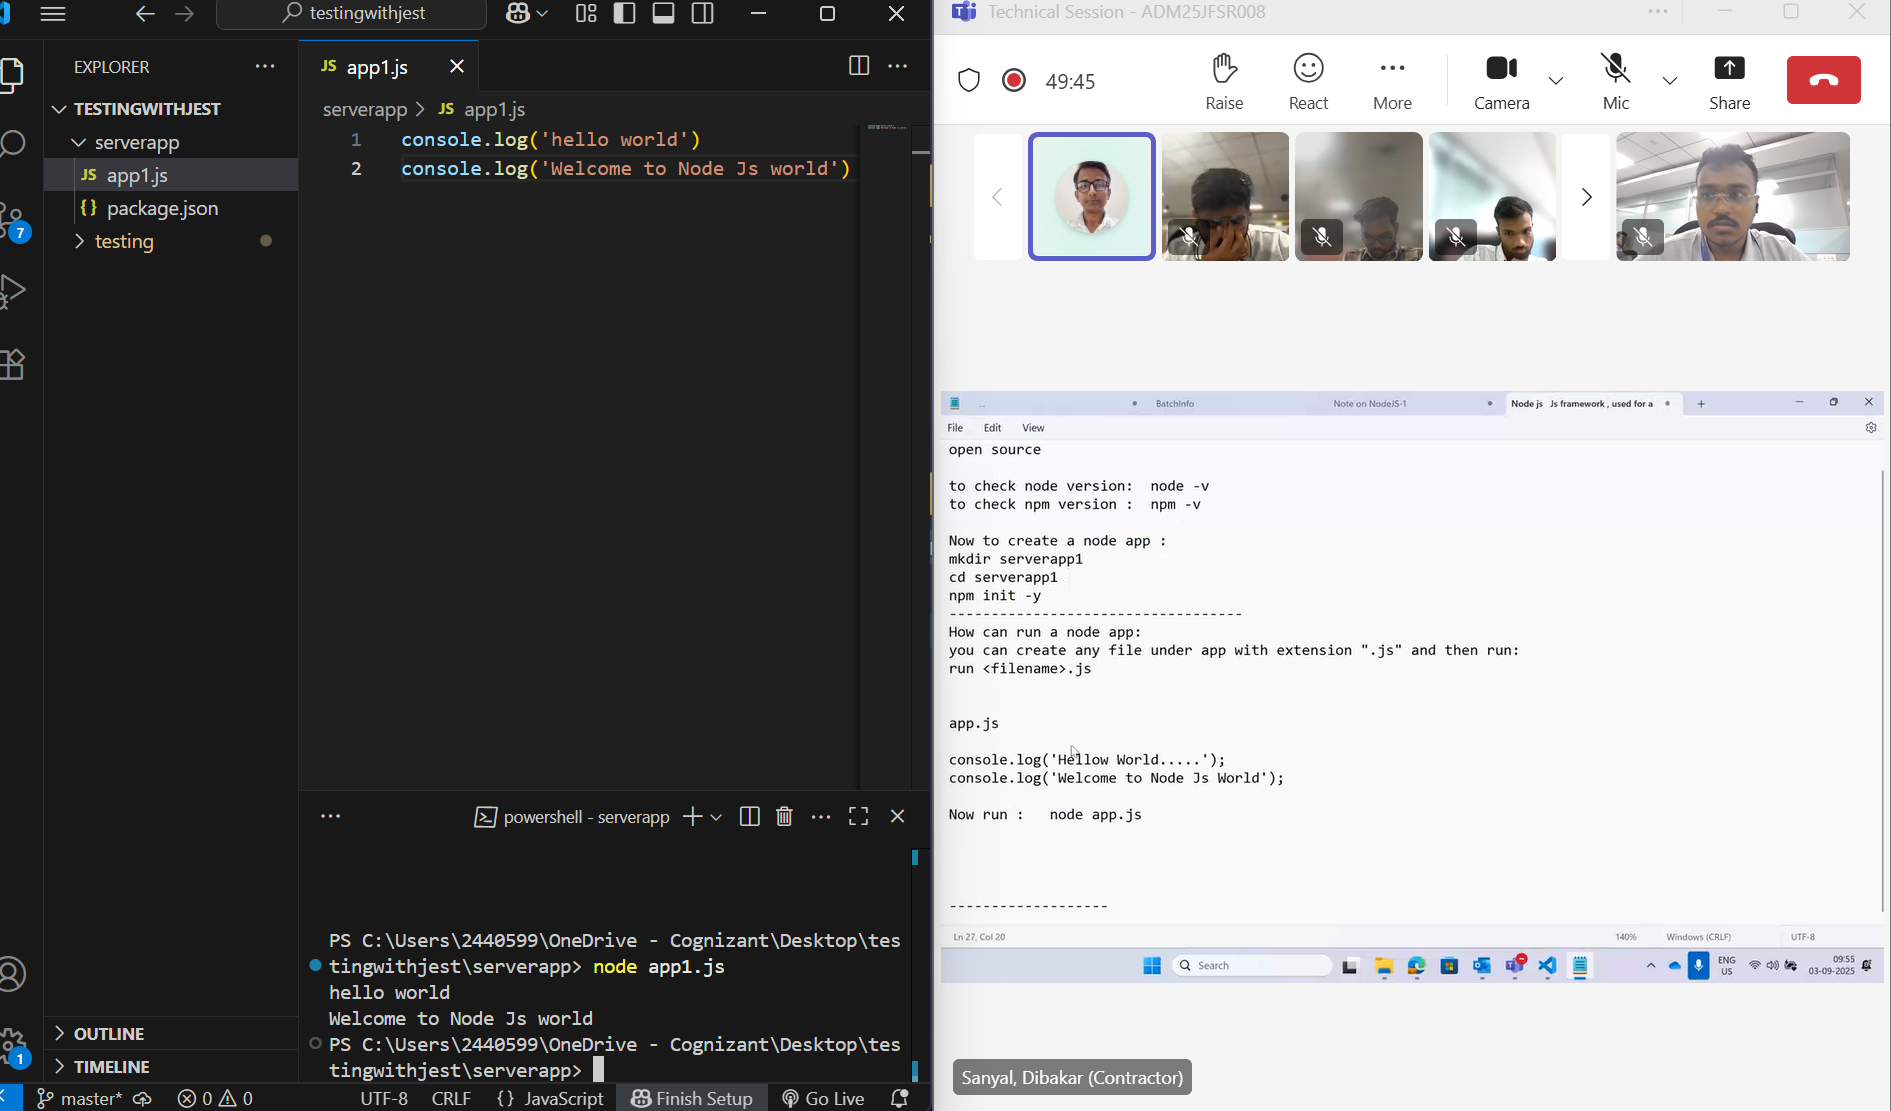 testingwithjest
EXPLORER
TESTINGWITHJEST
serverapp
JS app1.js
{} package.json
testing
7
OUTLINE
TIMELINE
1
JS app1.js
serverapp > JS app1.js
1 console.log('hello world')
2 console.log('Welcome to Node Js world')
powershell - serverapp
PS C:\Users\2440599\OneDrive - Cognizant\Desktop\tes
tingwithjest\serverapp> node app1.js
hello world
Welcome to Node Js world
PS C:\Users\2440599\OneDrive - Cognizant\Desktop\tes
tingwithjest\serverapp>
master* 0 0 UTF-8 CRLF {} JavaScript Finish Setup Go Live
Technical Session - ADM25JFSR008
49:45
Raise React More Camera Mic Share
... BatchInfo Note on NodeJS-1 Node js Js framework , used for a
File Edit View
open source
to check node version: node -v
to check npm version : npm -v
Now to create a node app :
mkdir serverapp1
cd serverapp1
npm init -y
-----------------------------------
How can run a node app:
you can create any file under app with extension ".js" and then run:
run <filename>.js
app.js
console.log('Hellow World.....');
console.log('Welcome to Node Js World');
Now run : node app.js
-------------------
Ln 27, Col 20 140% Windows (CRLF) UTF-8
Search
ENG
US
09:55
03-09-2025
Sanyal, Dibakar (Contractor)